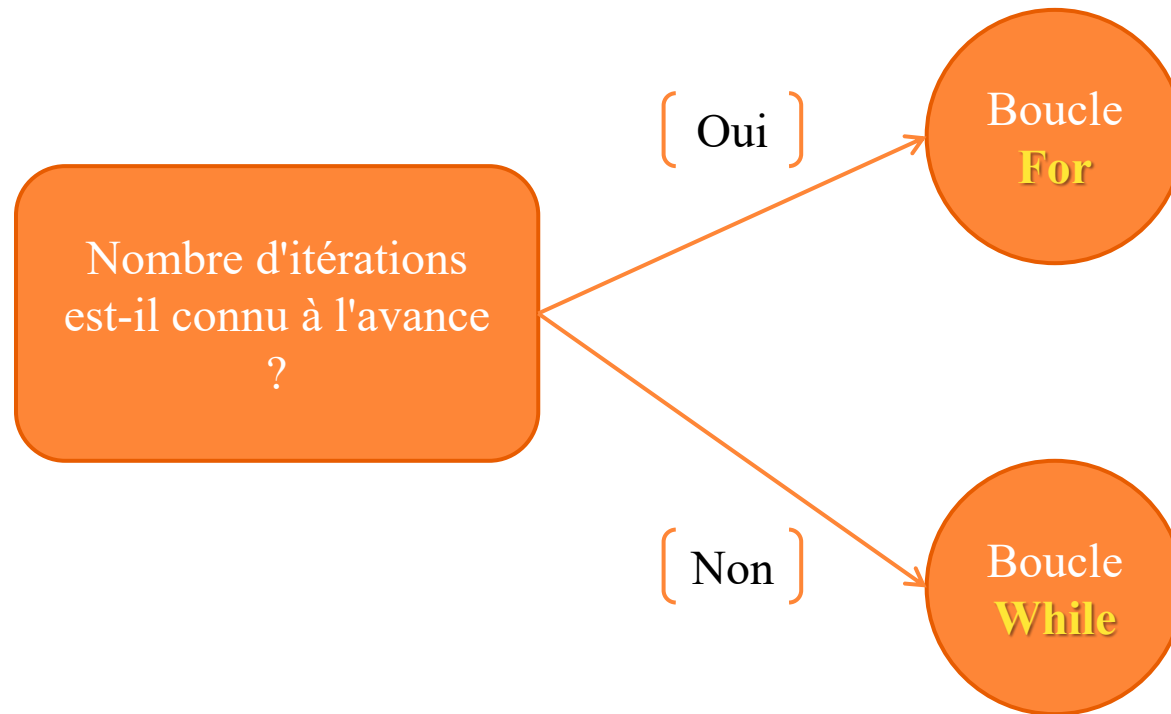 Oui
Boucle
For
Nombre d'itérations
est-il connu à l'avance
?
Non
Boucle
While